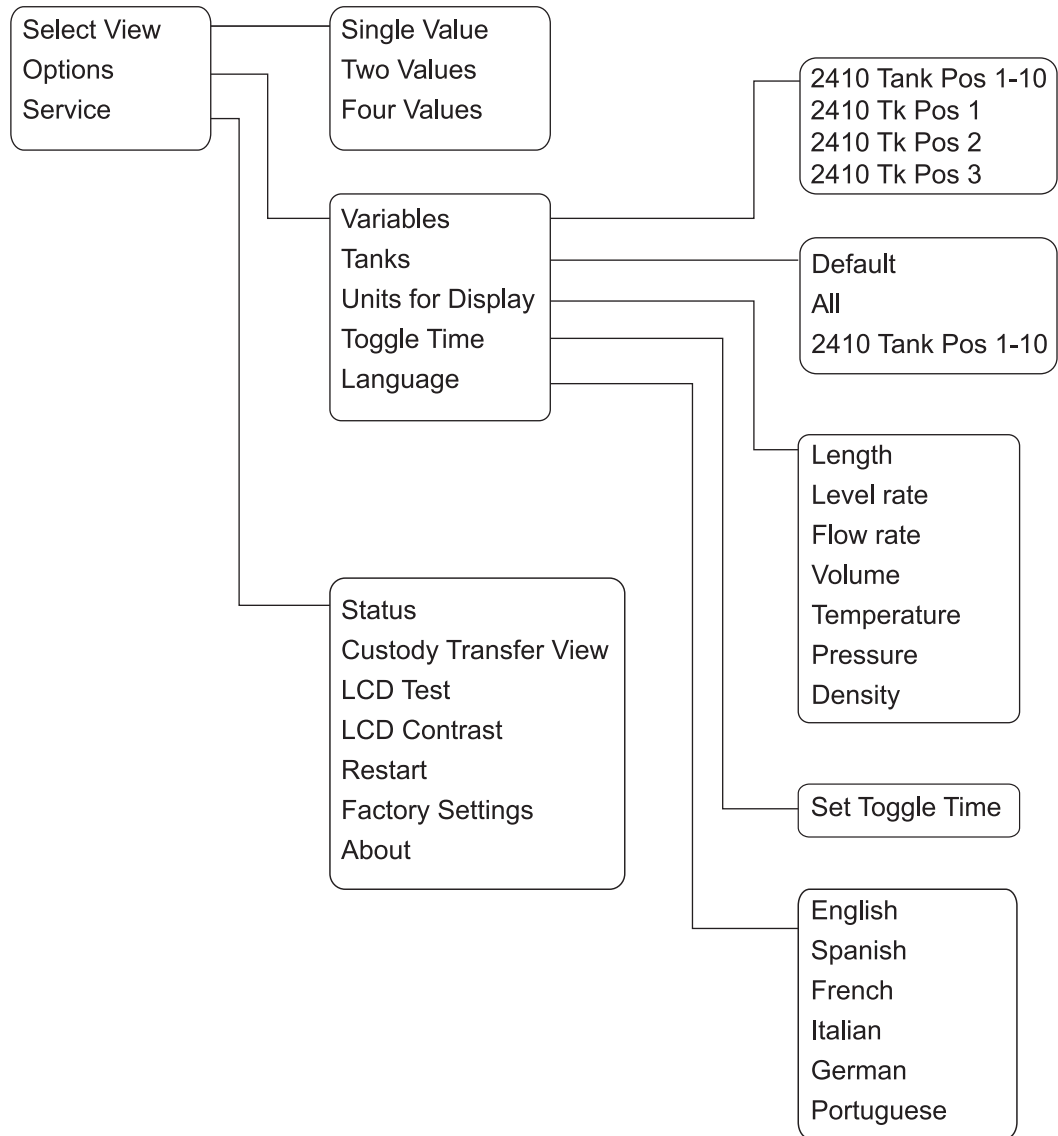 Select View
Options
Service
Single Value
Two Values
Four Values
Variables
Tanks
Units for Display
Toggle Time
Language
Status
Custody Transfer View
LCD Test
LCD Contrast
Restart
Factory Settings
About
2410 Tank Pos 1-10
2410 Tk Pos 1
2410 Tk Pos 2
2410 Tk Pos 3
Default
All
2410 Tank Pos 1-10
Length
Level rate
Flow rate
Volume
Temperature
Pressure
Density
Set Toggle Time
English
Spanish
French
Italian
German
Portuguese